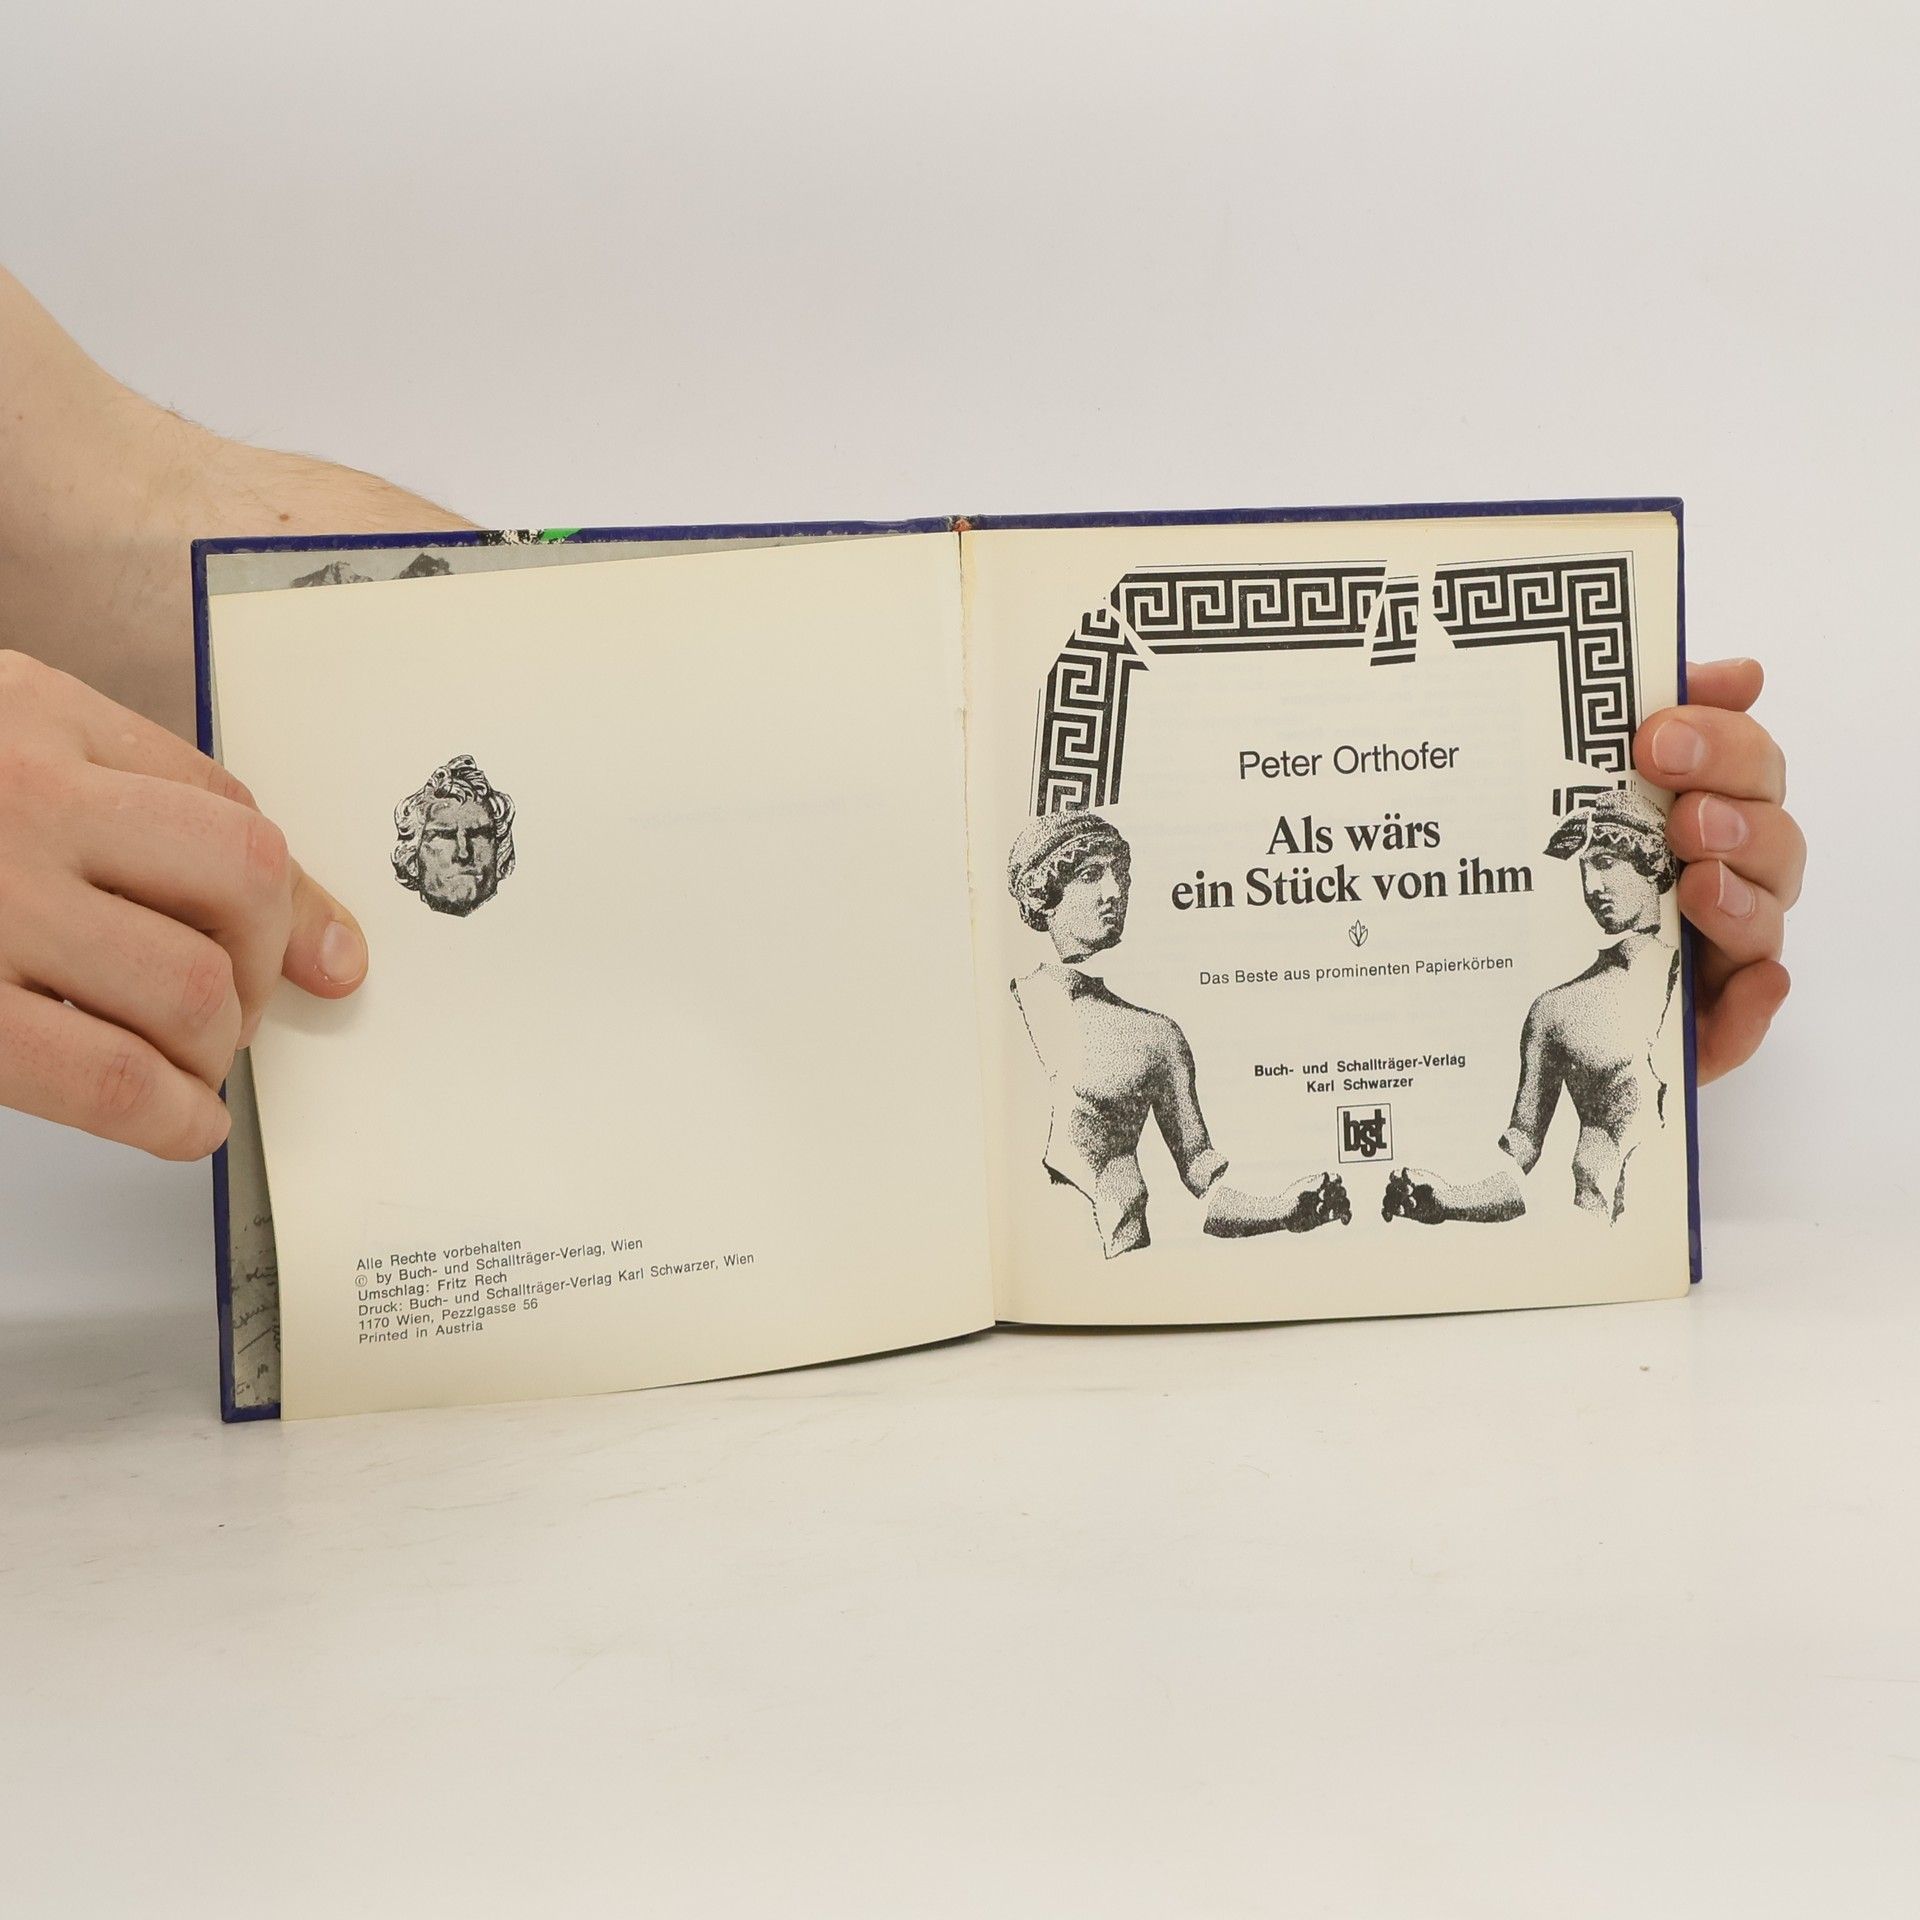 Alle Rechte vorbehalten
© by Buch- und Schallträger-Verlag, Wien
Umschlag: Fritz Rech
Druck: Buch- und Schallträger-Verlag Karl Schwarzer, Wien
1170 Wien, Pezzlgasse 56
Printed in Austria
Peter Orthofer
Als wärs
ein Stück von ihm
Das Beste aus prominenten Papierkörben
Buch- und Schallträger-Verlag
Karl Schwarzer
bst